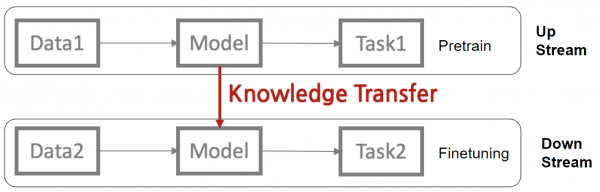 Data1
Model
Task1
Pretrain
Up
Stream
Knowledge Transfer
Data2
Model
Task2
Finetuning
Down
Stream